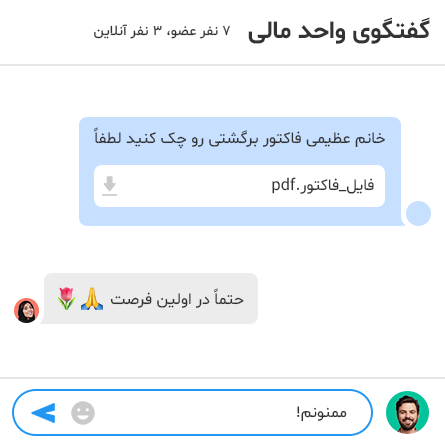 گفتگوی واحد مالی ۷ نفر عضو، ۳ نفر آنلاین
خانم عظیمی فاکتور برگشتی رو چک کنید لطفاً
فایل_فاکتور.pdf
حتماً در اولین فرصت 🙏🌷
ممنونم!